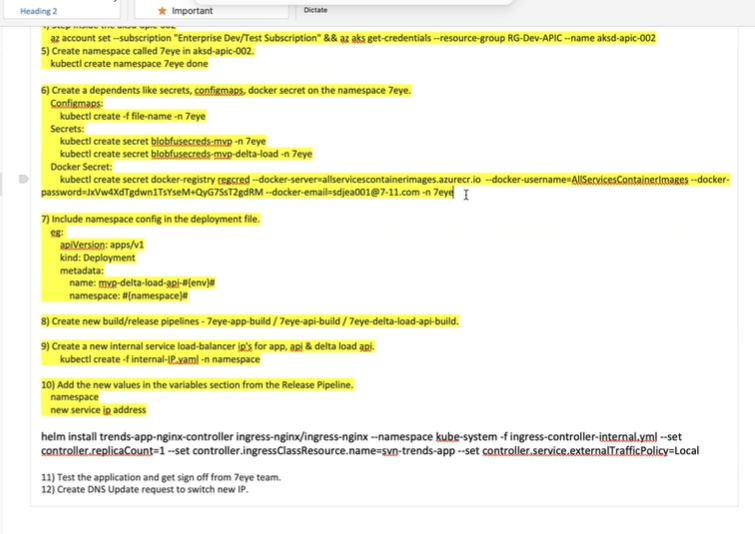 Heading 2
Important
Dictate
az account set --subscription "Enterprise Dev/Test Subscription" && az aks get-credentials --resource-group RG-Dev-APIC --name aksd-apic-002
5) Create namespace called 7eye in aksd-apic-002.
kubectl create namespace 7eye done
6) Create a dependents like secrets, configmaps, docker secret on the namespace 7eye.
Configmaps:
kubectl create -f file-name -n 7eye
Secrets:
kubectl create secret blobfusecreds-mvp -n 7eye
kubectl create secret blobfusecreds-mvp-delta-load -n 7eye
Docker Secret:
kubectl create secret docker-registry regcred --docker-server=allservicescontainerimages.azurecr.io --docker-username=AllServicesContainerImages --docker-
password=JxVw4XdTgdwn1TsYseM+QyG7SsT2gdRM --docker-email=sdjea001@7-11.com -n 7eye
7) Include namespace config in the deployment file.
eg:
apiVersion: apps/v1
kind: Deployment
metadata:
name: mvp-delta-load-api-#{env}#
namespace: #{namespace}#
8) Create new build/release pipelines - 7eye-app-build / 7eye-api-build / 7eye-delta-load-api-build.
9) Create a new internal service load-balancer ip's for app, api & delta load api.
kubectl create -f internal-IP.yaml -n namespace
10) Add the new values in the variables section from the Release Pipeline.
namespace
new service ip address
helm install trends-app-nginx-controller ingress-nginx/ingress-nginx --namespace kube-system -f ingress-controller-internal.yml --set
controller.replicaCount=1 --set controller.ingressClassResource.name=svn-trends-app --set controller.service.externalTrafficPolicy=Local
11) Test the application and get sign off from 7eye team.
12) Create DNS Update request to switch new IP.